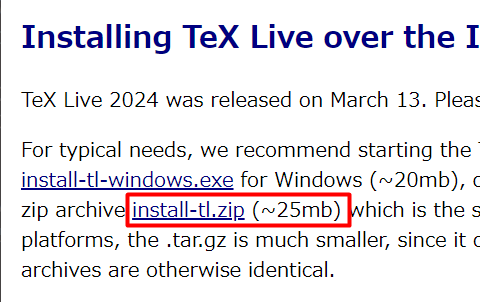 Installing TeX Live over the I
TeX Live 2024 was released on March 13. Pleas
For typical needs, we recommend starting the
install-tl-windows.exe for Windows (~20mb), o
zip archive install-tl.zip (~25mb) which is the s
platforms, the .tar.gz is much smaller, since it
archives are otherwise identical.